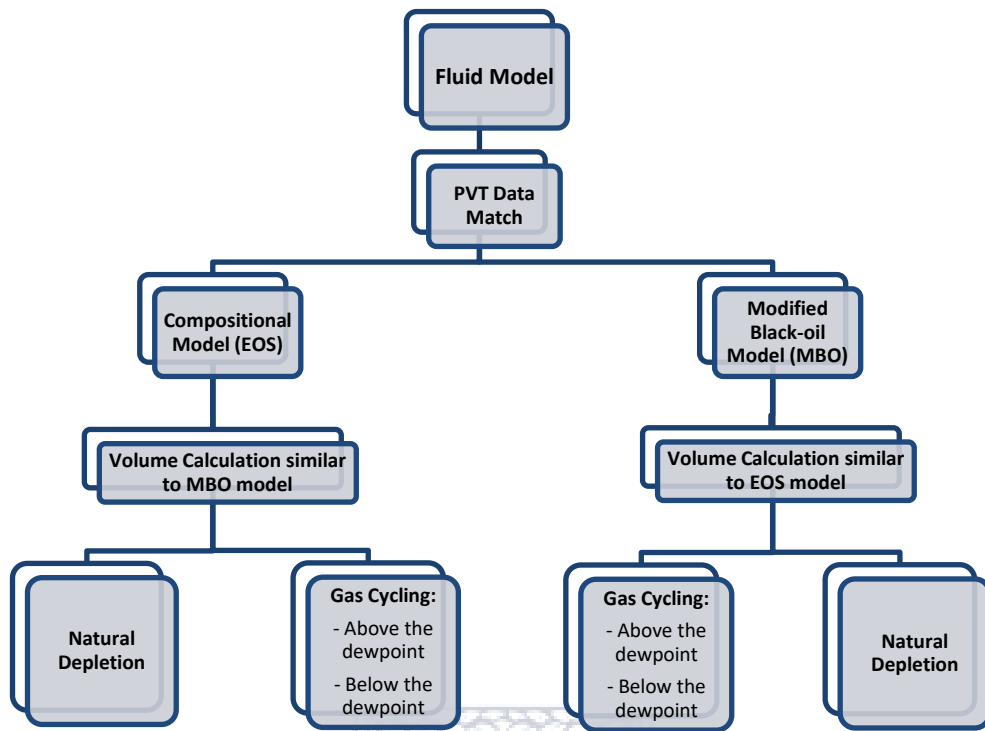 Fluid Model
PVT Data
Match
Compositional
Model (EOS)
Modified
Black-oil
Model (MBO)
Volume Calculation similar
to MBO model
Volume Calculation similar
to EOS model
Natural
Depletion
Gas Cycling:
- Above the
dewpoint
- Below the
dewpoint
Gas Cycling:
- Above the
dewpoint
- Below the
dewpoint
Natural
Depletion